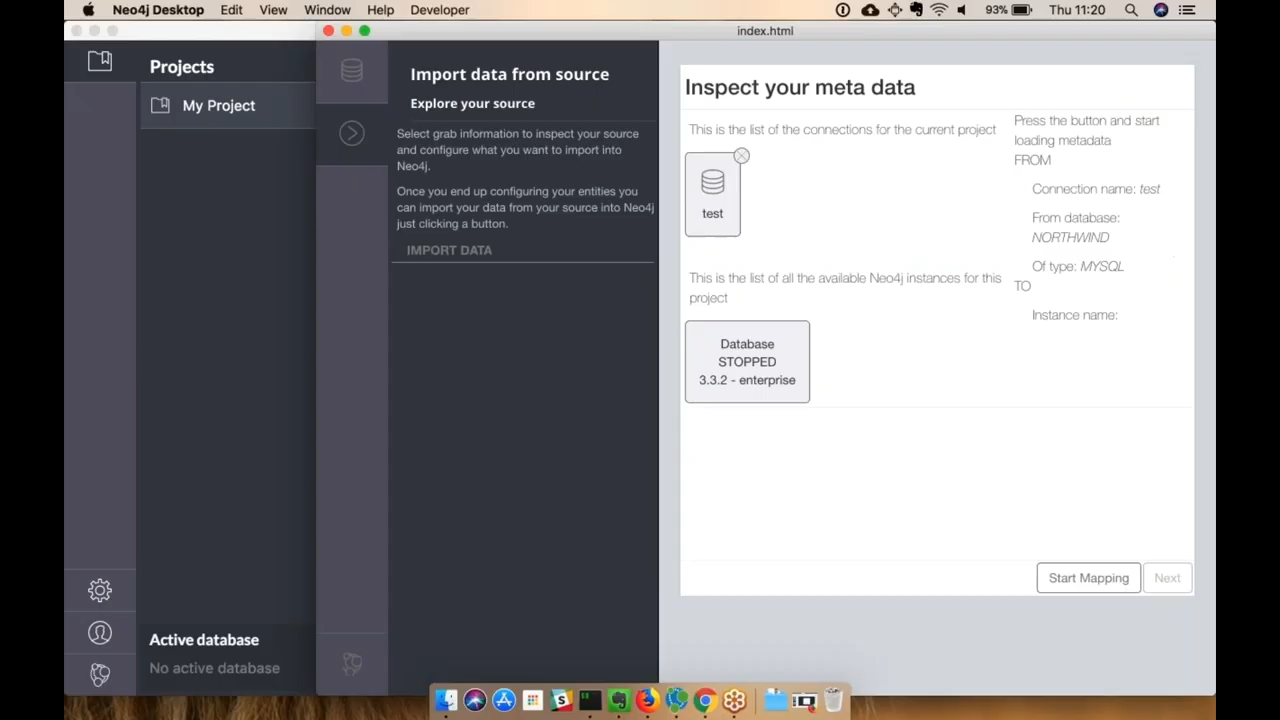 Neo4j Desktop Edit View Window Help Developer 93% Thu 11:20
index.html
Projects
My Project
Active database
No active database
Import data from source
Explore your source
Select grab information to inspect your source
and configure what you want to import into
Neo4j.
Once you end up configuring your entities you
can import your data from your source into Neo4j
just clicking a button.
IMPORT DATA
Inspect your meta data
This is the list of the connections for the current project
test
This is the list of all the available Neo4j instances for this
project
Database
STOPPED
3.3.2 - enterprise
Press the button and start
loading metadata
FROM
Connection name: test
From database:
NORTHWIND
Of type: MYSQL
TO
Instance name:
Start Mapping Next